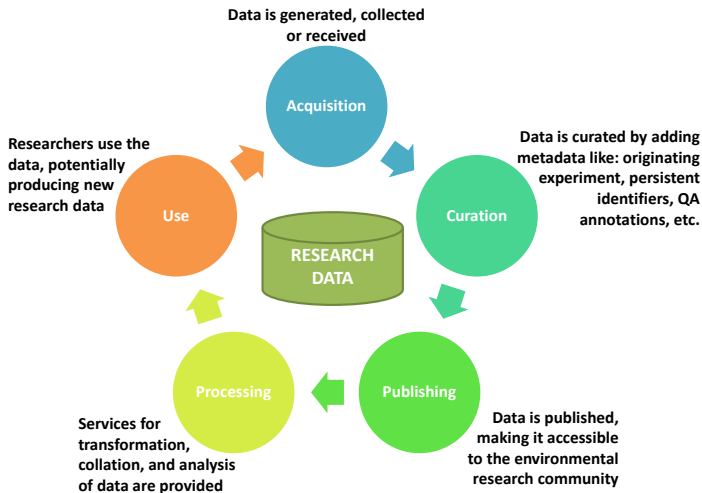 Data is generated, collected
or received
Acquisition
Researchers use the
data, potentially
producing new
research data
Use
Data is curated by adding
metadata like: originating
experiment, persistent
identifiers, QA
annotations, etc.
Curation
RESEARCH
DATA
Processing
Publishing
Services for
transformation,
collation, and analysis
of data are provided
Data is published,
making it accessible
to the environmental
research community